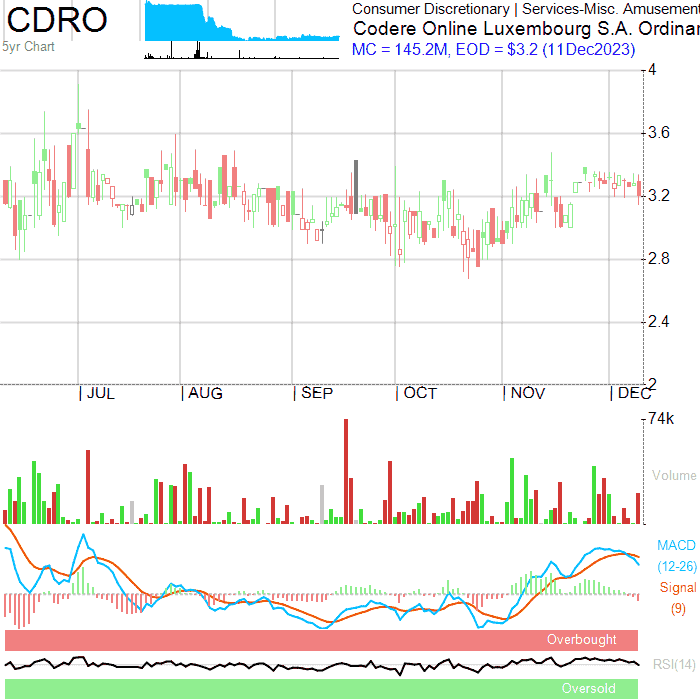 CDRO
5yr Chart
Consumer Discretionary | Services-Misc. Amusement
Codere Online Luxembourg S.A. Ordinar
MC = 145.2M, EOD = $3.2 (11Dec2023)
4
3.6
3.2
2.8
2.4
2
JUL AUG SEP OCT NOV DEC
74k
Volume
MACD
(12-26)
Signal
(9)
Overbought
RSI(14)
Oversold